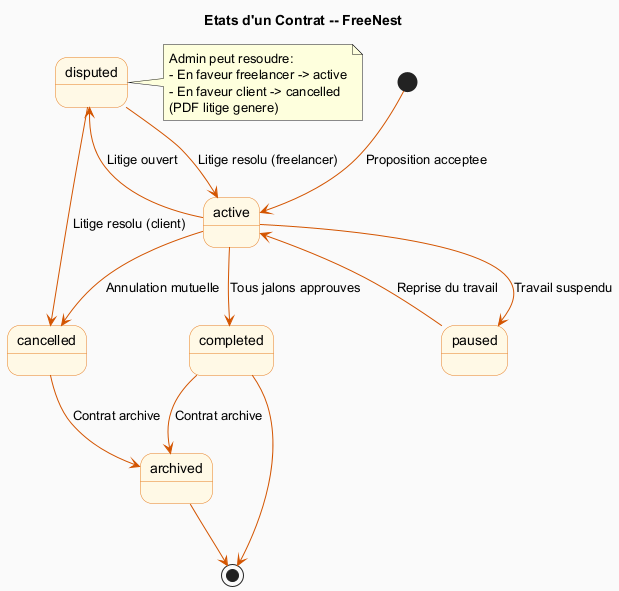 Etats d'un Contrat -- FreeNest
disputed
Admin peut resoudre:
- En faveur freelancer -> active
- En faveur client -> cancelled
(PDF litige genere)
Litige ouvert
Litige resolu (freelancer)
Proposition acceptee
active
Litige resolu (client)
Annulation mutuelle
Tous jalons approuves
Reprise du travail
Travail suspendu
cancelled
completed
paused
Contrat archive
Contrat archive
archived